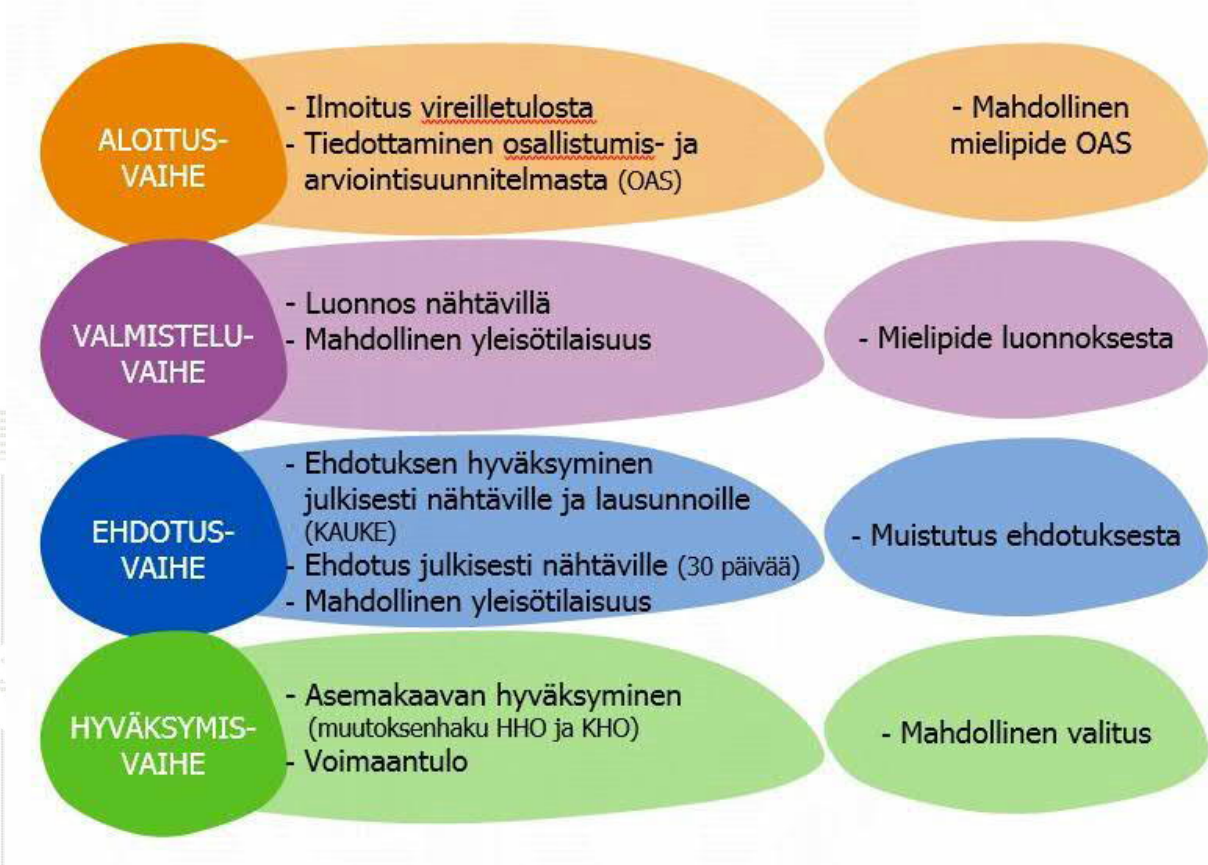 ALOITUS-
VAIHE
- Ilmoitus vireilletulosta
- Tiedottaminen osallistumis- ja
arviointisuunnitelmasta (OAS)
- Mahdollinen
mielipide OAS
VALMISTELU-
VAIHE
- Luonnos nähtävillä
- Mahdollinen yleisötilaisuus
- Mielipide luonnoksesta
EHDOTUS-
VAIHE
- Ehdotuksen hyväksyminen
julkisesti nähtäville ja lausunnoille
(KAUKE)
- Ehdotus julkisesti nähtäville (30 päivää)
- Mahdollinen yleisötilaisuus
- Muistutus ehdotuksesta
HYVÄKSYMIS-
VAIHE
- Asemakaavan hyväksyminen
(muutoksenhaku HHO ja KHO)
- Voimaantulo
- Mahdollinen valitus